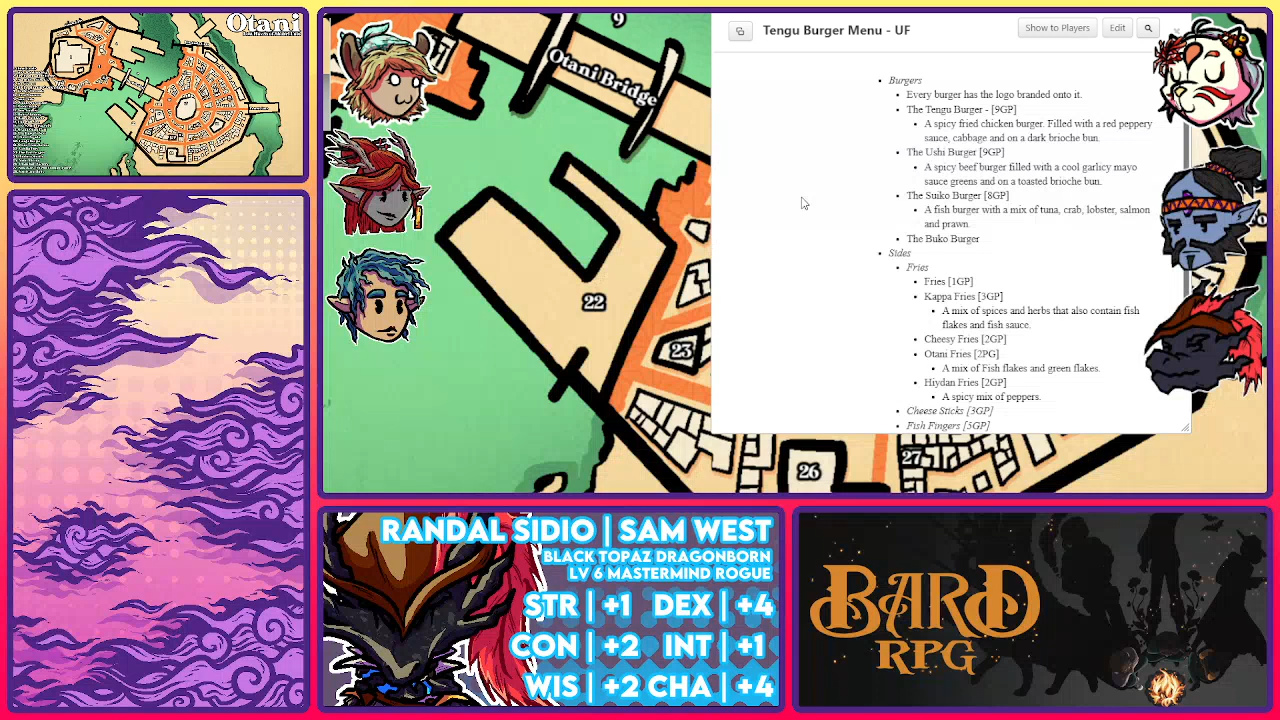 Otani
9
Otani Bridge
22
23
26
27
Tengu Burger Menu - UF
Show to Players
Edit
Burgers
Every burger has the logo branded onto it.
The Tengu Burger - [9GP]
A spicy fried chicken burger. Filled with a red peppery
sauce, cabbage and on a dark brioche bun.
The Ushi Burger [9GP]
A spicy beef burger filled with a cool garlicy mayo
sauce greens and on a toasted brioche bun.
The Suiko Burger [8GP]
A fish burger with a mix of tuna, crab, lobster, salmon
and prawn.
The Buko Burger
Sides
Fries
Fries [1GP]
Kappa Fries [3GP]
A mix of spices and herbs that also contain fish
flakes and fish sauce.
Cheesy Fries [2GP]
Otani Fries [2PG]
A mix of Fish flakes and green flakes.
Hiydan Fries [2GP]
A spicy mix of peppers.
Cheese Sticks [3GP]
Fish Fingers [5GP]
RANDAL SIDIO | SAM WEST
BLACK TOPAZ DRAGONBORN
LV 6 MASTERMIND ROGUE
STR | +1 DEX | +4
CON | +2 INT | +1
WIS | +2 CHA | +4
BARD
RPG